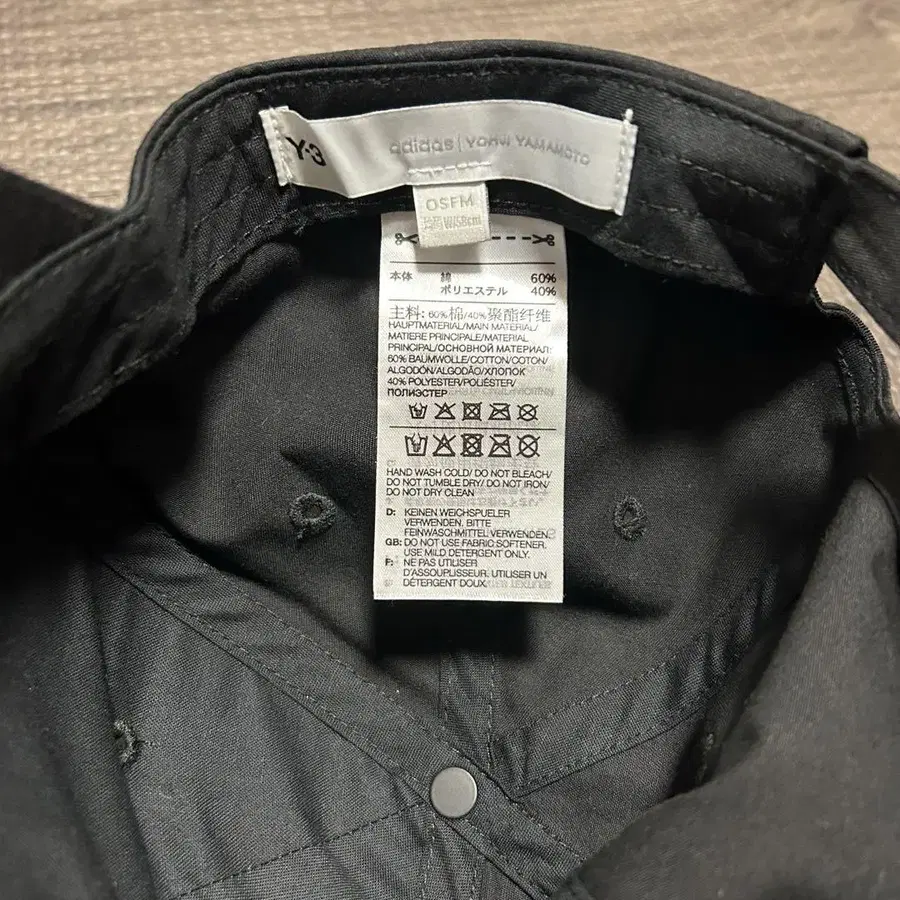 Y-3 adidas | YOHJI YAMAMOTO
OSFM
本体 綿 60%
ポリエステル 40%
主料: 60%棉/40%聚酯纤维
HAUPTMATERIAL/MAIN MATERIAL/
MATIERE PRINCIPALE/MATERIAL
PRINCIPAL/ОСНОВНОЙ МАТЕРИАЛ:
60% BAUMWOLLE/COTTON/COTON/
ALGODÓN/ALGODÃO/ХЛОПОК
40% POLYESTER/POLIÉSTER/
ПОЛИЭСТЕР
HAND WASH COLD/ DO NOT BLEACH/
DO NOT TUMBLE DRY/ DO NOT IRON/
DO NOT DRY CLEAN
D: KEINEN WEICHSPUELER
VERWENDEN. BITTE
FEINWASCHMITTEL VERWENDEN.
GB: DO NOT USE FABRIC SOFTENER.
USE MILD DETERGENT ONLY.
F: NE PAS UTILISER
D'ASSOUPLISSEUR. UTILISER UN
DÉTERGENT DOUX.